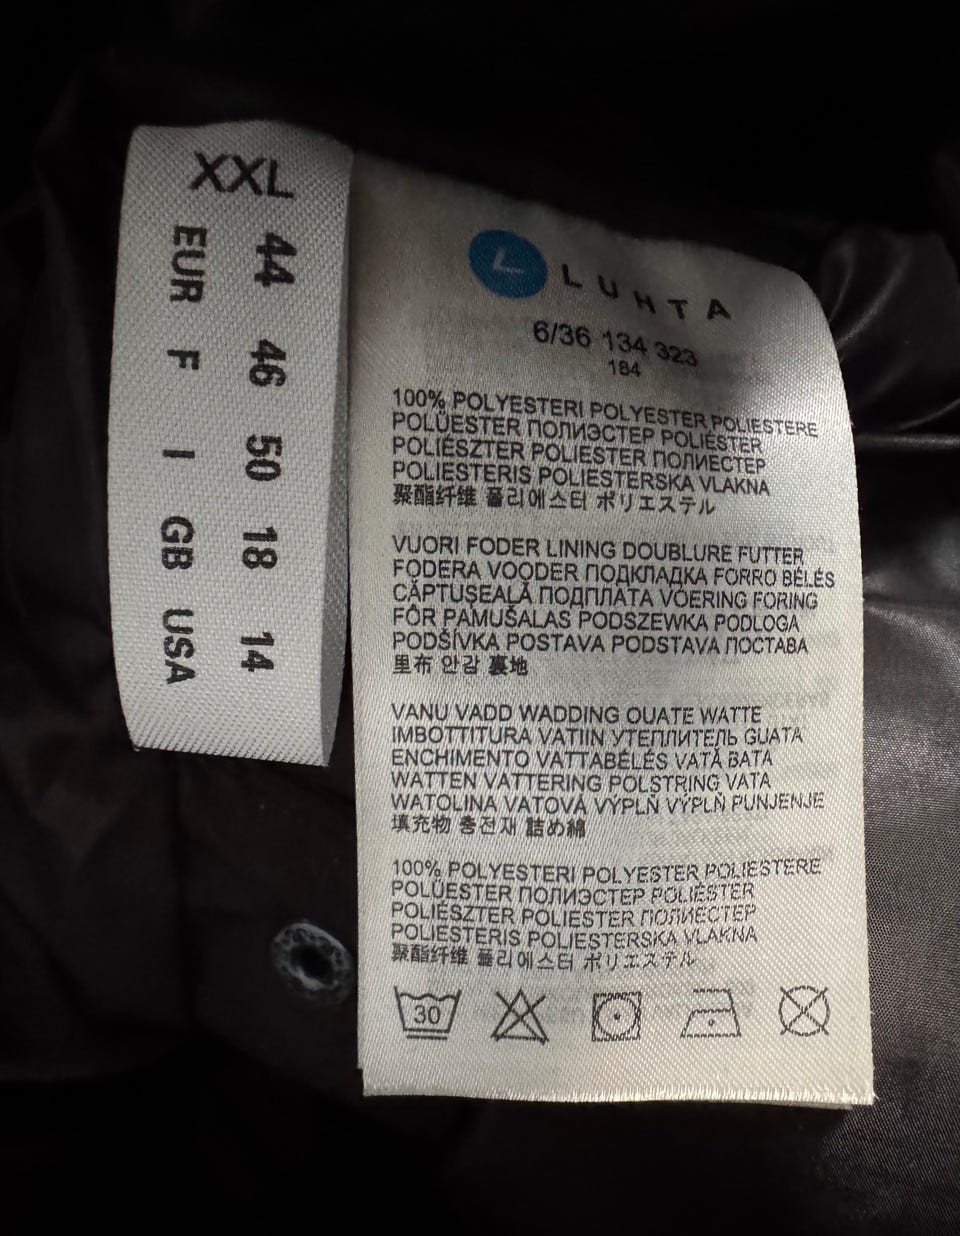 XXL
EUR F I GB USA
44 46 50 18 14
L LUHTA
6/36 134 323
184
100% POLYESTERI POLYESTER POLIESTERE
POLÜESTER ПОЛИЭСТЕР POLIÉSTER
POLIÉSZTER POLIESTER ПОЛИЕСТЕР
POLIESTERIS POLIESTERSKA VLAKNA
聚酯纤维 폴리에스터 ポリエステル
VUORI FODER LINING DOUBLURE FUTTER
FODERA VOODER ПОДКЛАДКА FORRO BÉLÉS
CĂPTUŞEALĂ ПОДПЛАТА VOERING FORING
FÔR PAMUŠALAS PODSZEWKA PODLOGA
PODŠÍVKA POSTAVA PODSTAVA ПОСТАВА
里布 안감 裏地
VANU VADD WADDING OUATE WATTE
IMBOTTITURA VATIIN УТЕПЛИТЕЛЬ GUATA
ENCHIMENTO VATTABÉLÉS VATĂ ВАТА
WATTEN VATTERING POLSTRING VATA
WATOLINA VATOVÁ VÝPLŇ VÝPLŇ PUNJENJE
填充物 충전재 詰め綿
100% POLYESTERI POLYESTER POLIESTERE
POLÜESTER ПОЛИЭСТЕР POLIÉSTER
POLIÉSZTER POLIESTER ПОЛИЕСТЕР
POLIESTERIS POLIESTERSKA VLAKNA
聚酯纤维 폴리에스터 ポリエステル
30